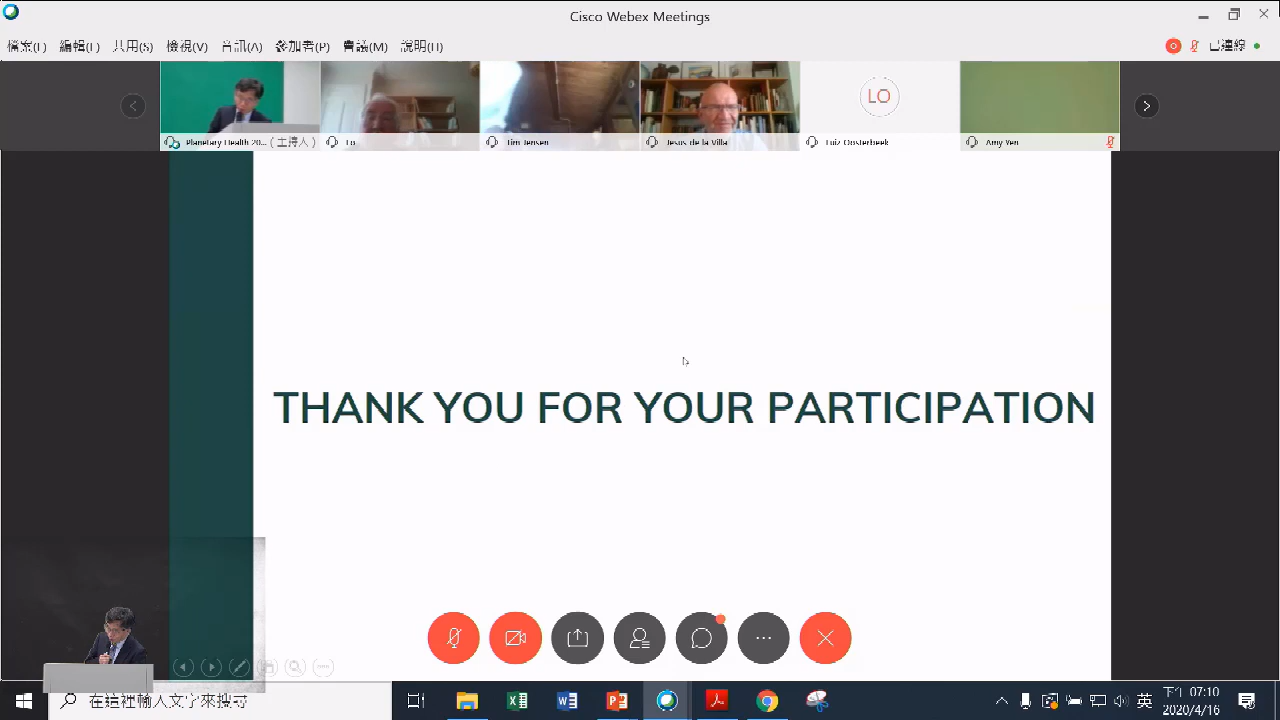 Cisco Webex Meetings
檔案(F) 編輯(E) 共用(S) 檢視(V) 音訊(A) 參加者(P) 會議(M) 說明(H)
已連線
LO
Planetary Health 20... ( 主持人 )
Lo
Tim Jensen
Jesus de la Villa
Luiz Oosterbeek
Amy Yen
THANK YOU FOR YOUR PARTICIPATION
在這裡輸入文字來搜尋
英
下午 07:10
2020/4/16